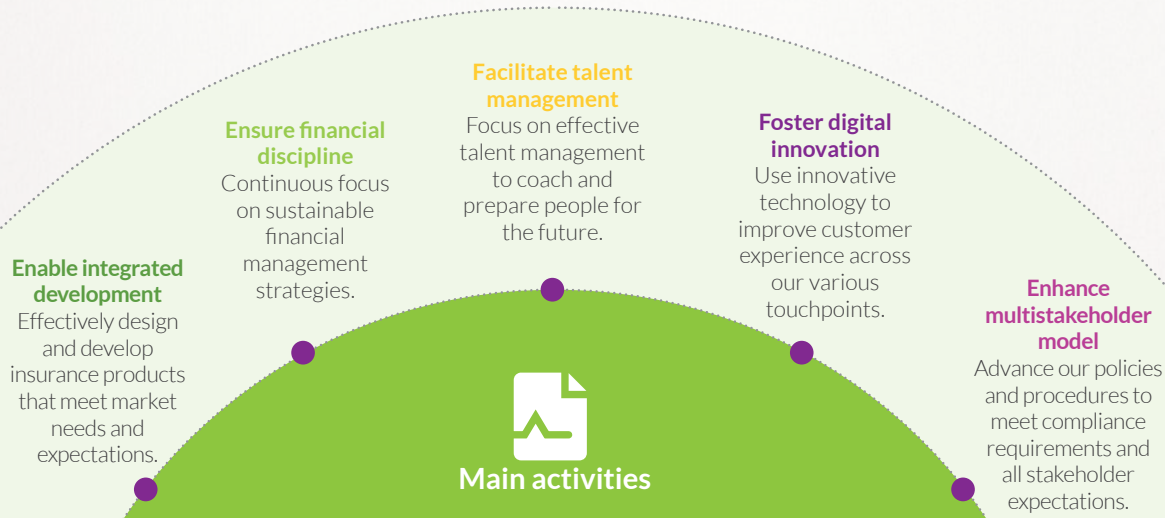 Enable integrated
development
Effectively design
and develop
insurance products
that meet market
needs and
expectations.
Ensure financial
discipline
Continuous focus
on sustainable
financial
management
strategies.
Facilitate talent
management
Focus on effective
talent management
to coach and
prepare people for
the future.
Foster digital
innovation
Use innovative
technology to
improve customer
experience across
our various
touchpoints.
Enhance
multistakeholder
model
Advance our policies
and procedures to
meet compliance
requirements and
all stakeholder
expectations.
Main activities